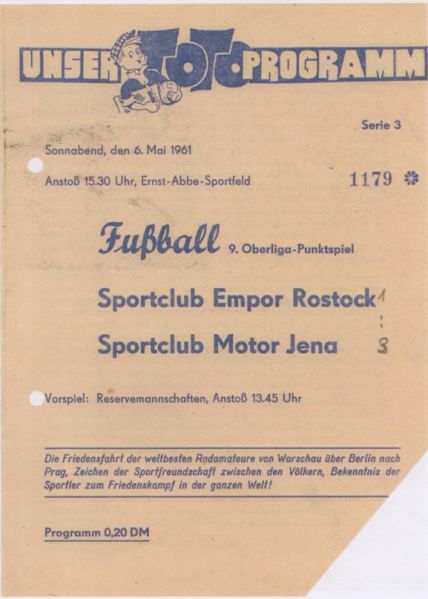 UNSER TOTO-PROGRAMM
Serie 3
Sonnabend, den 6. Mai 1961
Anstoß 15.30 Uhr, Ernst-Abbe-Sportfeld 1179
Fußball 9. Oberliga-Punktspiel
Sportclub Empor Rostock 1
:
Sportclub Motor Jena 3
Vorspiel: Reservemannschaften, Anstoß 13.45 Uhr
Die Friedensfahrt der weltbesten Radamateure von Warschau über Berlin nach
Prag, Zeichen der Sportfreundschaft zwischen den Völkern, Bekenntnis der
Sportler zum Friedenskampf in der ganzen Welt!
Programm 0,20 DM